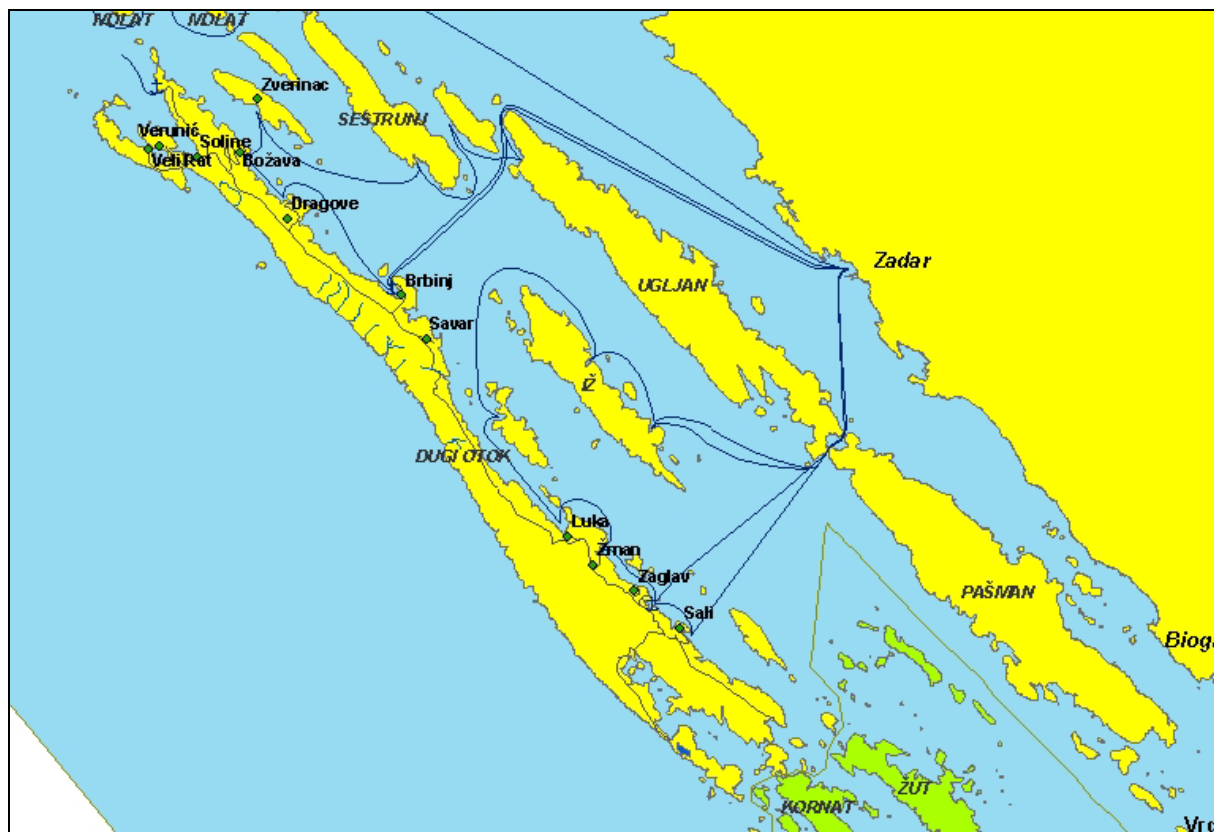 MOLAT
MOLAT
Zverinac
SEŠTRUNJ
Verunić
Soline
Veli Rat
Božava
Dragove
Zadar
Brbinj
UGLJAN
Savar
IŽ
DUGI OTOK
Luka
Žman
Zaglav
PAŠMAN
Sali
Biog
ŽUT
KORNAT
Vr